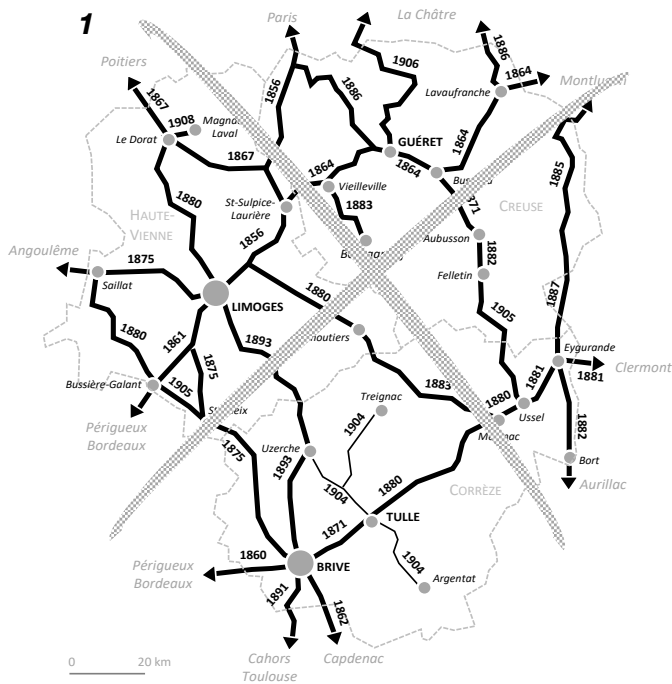 1
Paris
La Châtre
Poitiers
1906
1886
1856
1886
1864
Lavaufranche
Montluçon
1867
1908
Magnac
Laval
Le Dorat
GUÉRET
1864
1867
1864
1864
Vieilleville
1885
1880
St-Sulpice-
Laurière
1883
CREUSE
HAUTE-
VIENNE
1856
Aubusson
1882
Felletin
Angoulême
1875
Saillat
1880
LIMOGES
1905
1887
1880
1861
1893
1875
1883
Eygurande
1881
Clermont
1881
Bussière-Galant
1905
Treignac
1880
Ussel
Périgueux
Bordeaux
1875
1904
1882
Uzerche
1893
1904
1880
Bort
CORRÈZE
Aurillac
1871
TULLE
1860
BRIVE
1904
Argentat
Périgueux
Bordeaux
1891
1862
0
20 km
Cahors
Toulouse
Capdenac